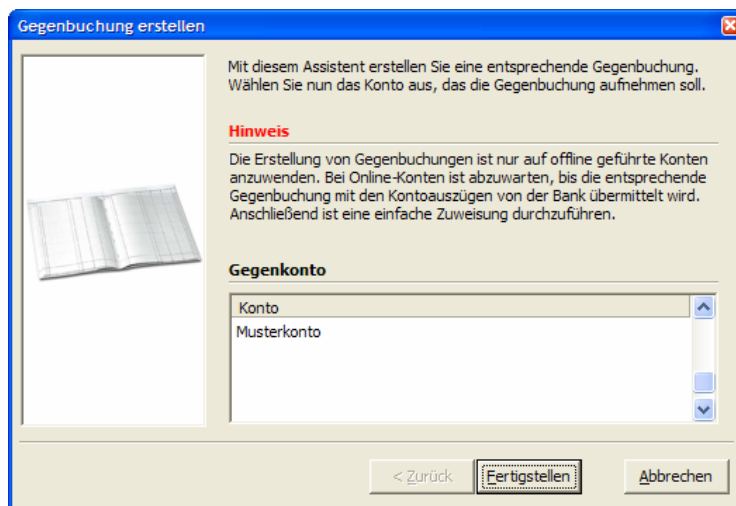 Gegenbuchung erstellen
Mit diesem Assistent erstellen Sie eine entsprechende Gegenbuchung.
Wählen Sie nun das Konto aus, das die Gegenbuchung aufnehmen soll.
Hinweis
Die Erstellung von Gegenbuchungen ist nur auf offline geführte Konten
anzuwenden. Bei Online-Konten ist abzuwarten, bis die entsprechende
Gegenbuchung mit den Kontoauszügen von der Bank übermittelt wird.
Anschließend ist eine einfache Zuweisung durchzuführen.
Gegenkonto
Konto
Musterkonto
< Zurück Fertigstellen Abbrechen